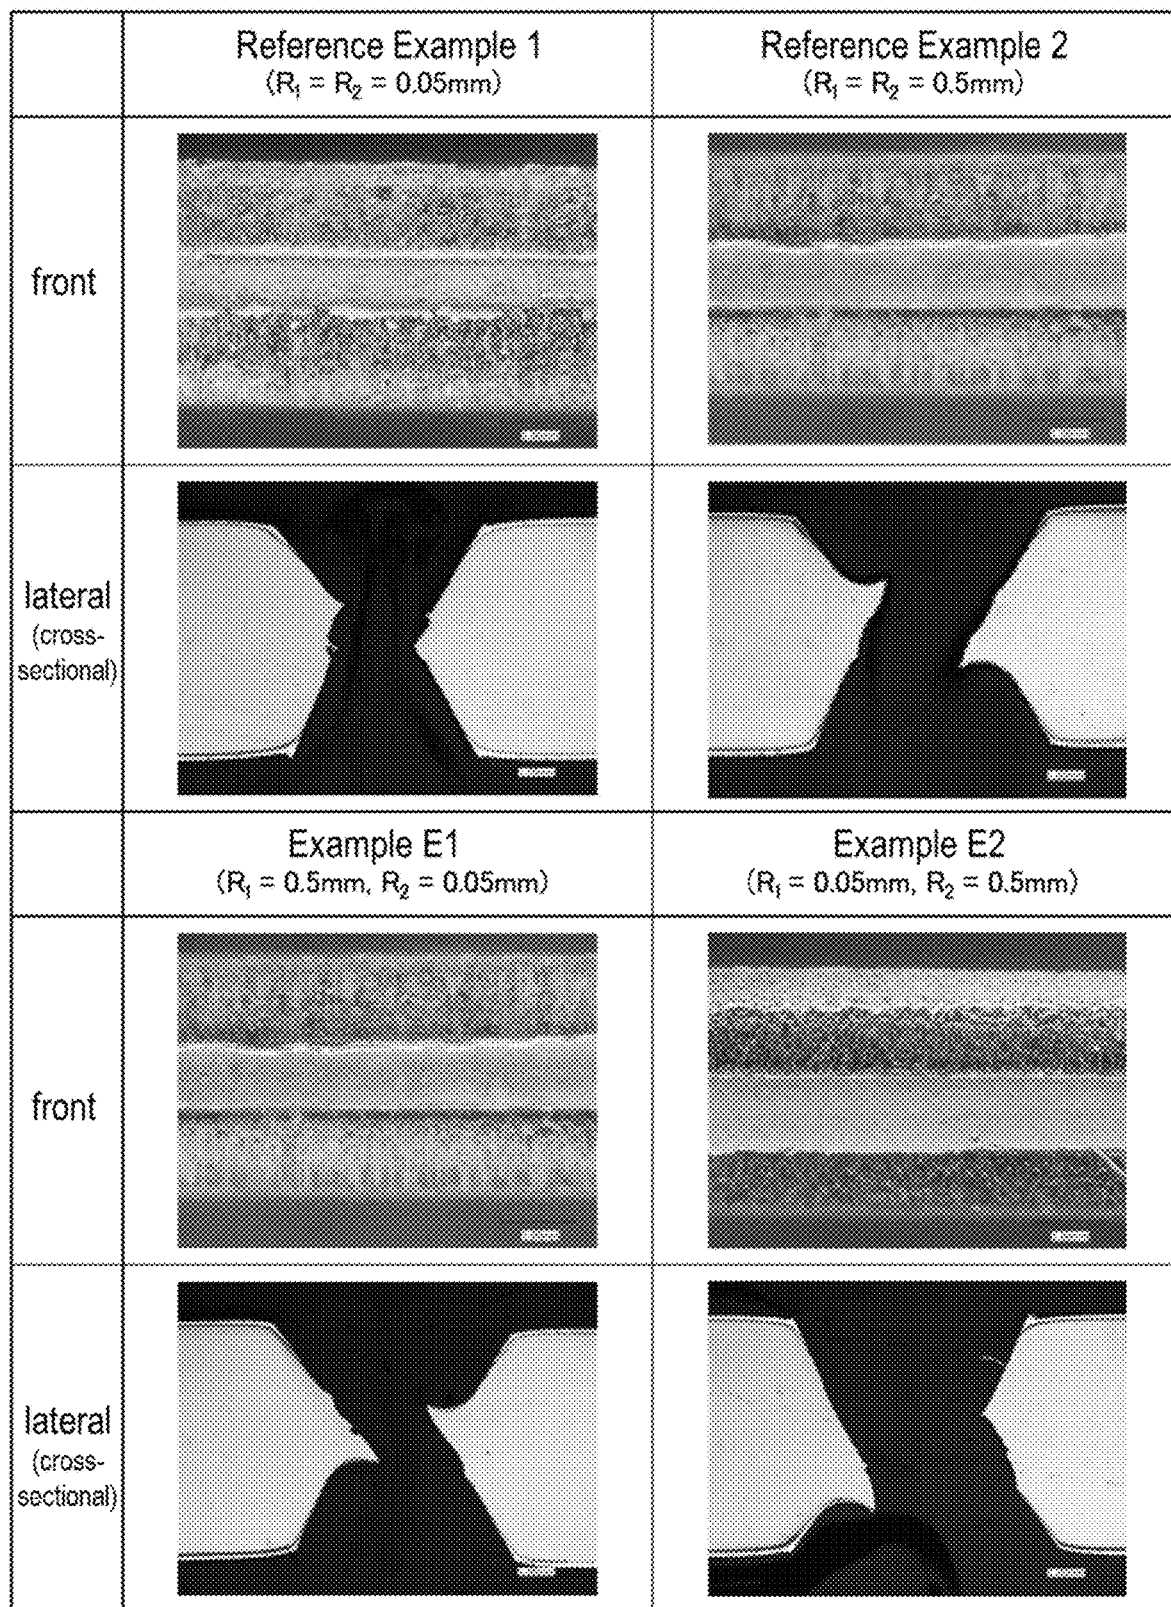 Reference Example 1
(R₁ = R₂ = 0.05mm)
Reference Example 2
(R₁ = R₂ = 0.5mm)
front
lateral
(cross-
sectional)
Example E1
(R₁ = 0.5mm, R₂ = 0.05mm)
Example E2
(R₁ = 0.05mm, R₂ = 0.5mm)
front
lateral
(cross-
sectional)